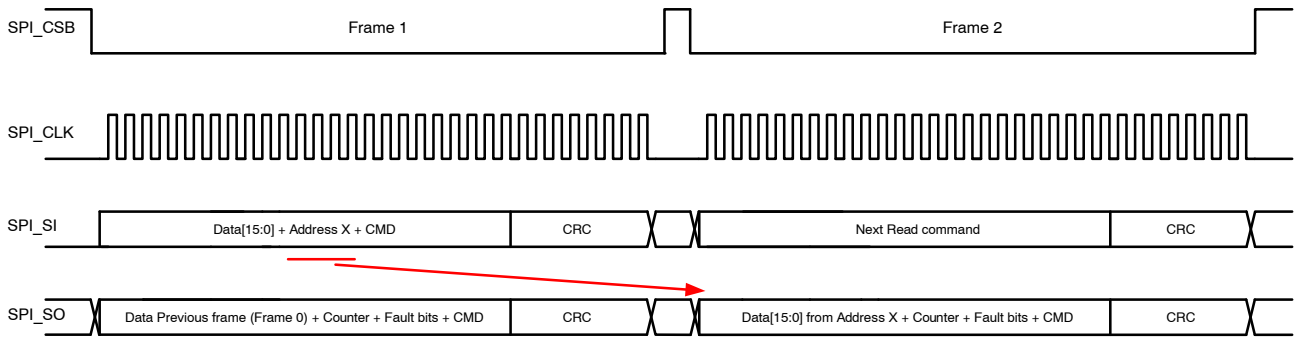 SPI_CSB
Frame 1
Frame 2
SPI_CLK
SPI_SI
Data[15:0] + Address X + CMD
CRC
Next Read command
CRC
SPI_SO
Data Previous frame (Frame 0) + Counter + Fault bits + CMD
CRC
Data[15:0] from Address X + Counter + Fault bits + CMD
CRC